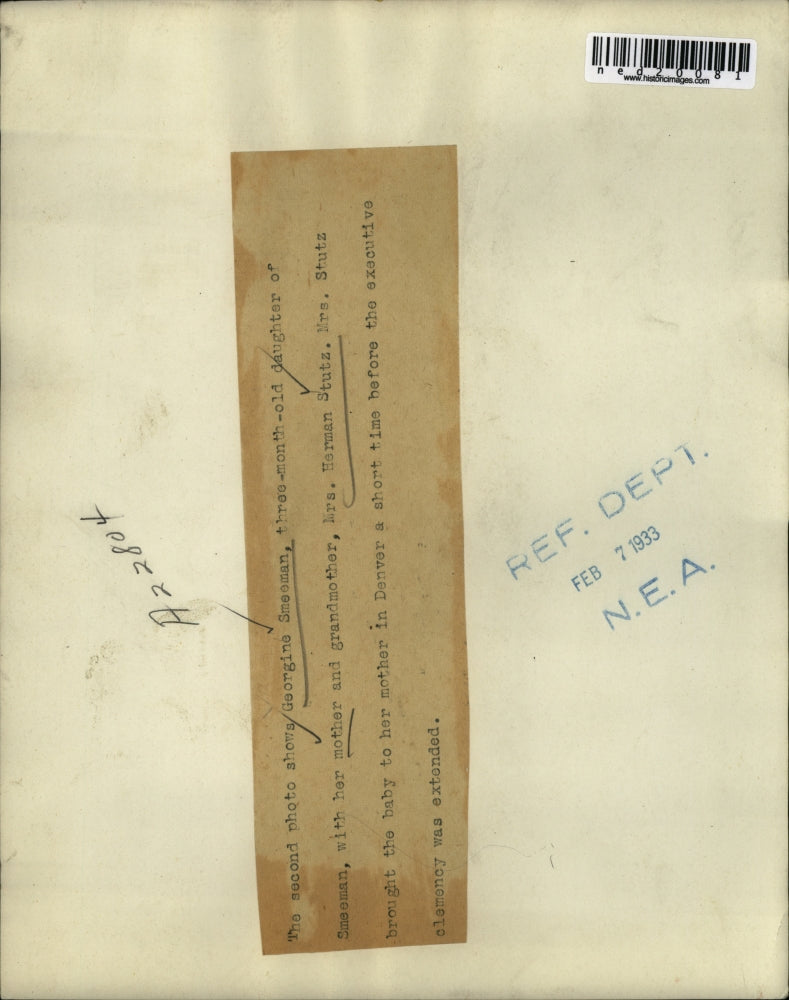 ned20081
www.historicimages.com
The second photo shows Georgine Smeeman, three-month-old daughter of
Smeeman, with her mother and grandmother, Mrs. Herman Stutz. Mrs. Stutz
brought the baby to her mother in Denver a short time before the executive
clemency was extended.
A2 2804
REF. DEPT.
FEB 7 1933
N.E.A.